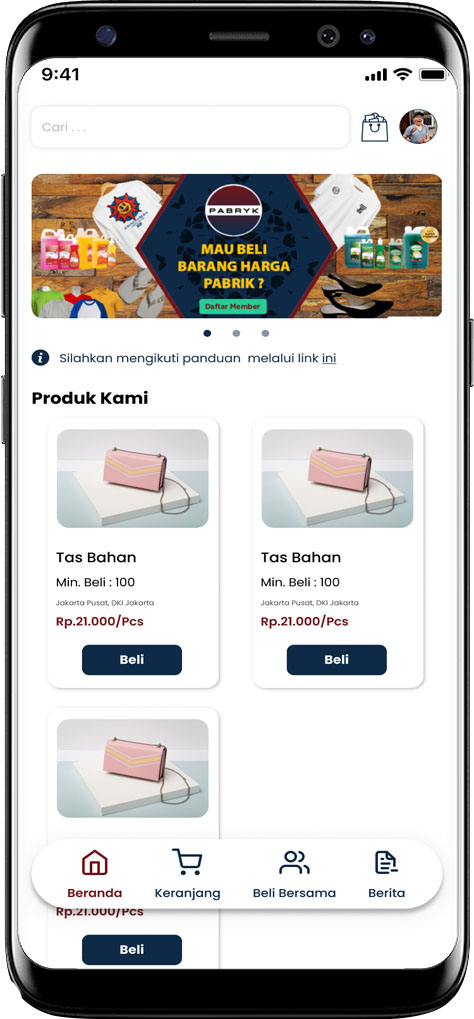 9:41
Cari . . .
PABRYK
MAU BELI
BARANG HARGA
PABRIK ?
Daftar Member
Silahkan mengikuti panduan melalui link ini
Produk Kami
Tas Bahan
Min. Beli : 100
Jakarta Pusat, DKI Jakarta
Rp.21.000/Pcs
Beli
Tas Bahan
Min. Beli : 100
Jakarta Pusat, DKI Jakarta
Rp.21.000/Pcs
Beli
Beranda
Keranjang
Beli Bersama
Berita
Rp.21.000/Pcs
Beli